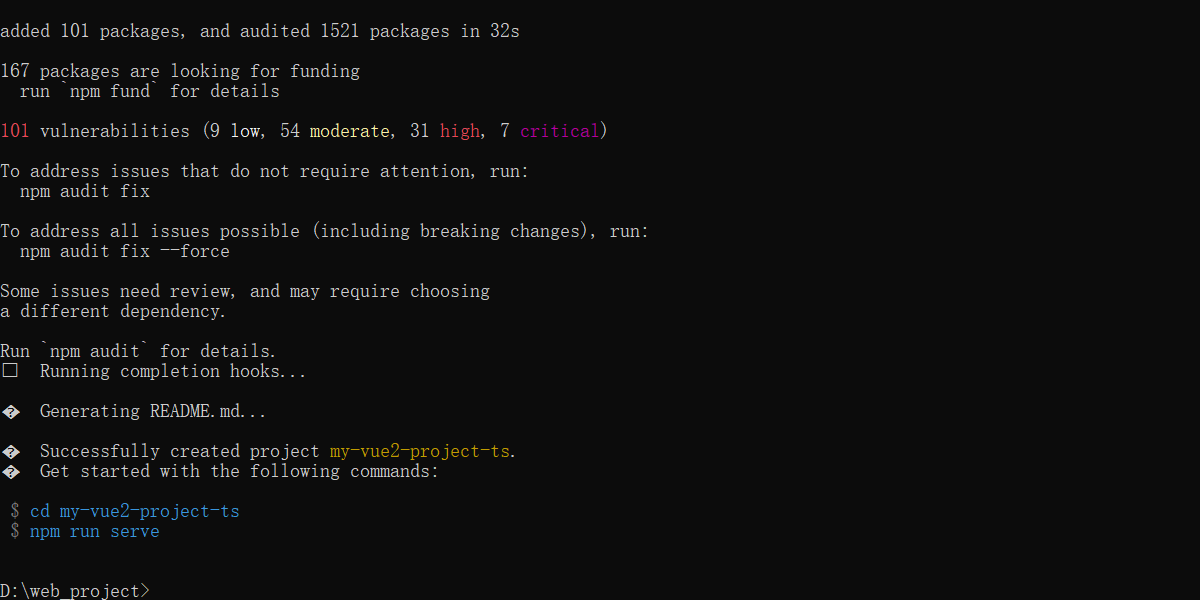 added 101 packages, and audited 1521 packages in 32s
167 packages are looking for funding
run `npm fund` for details
101 vulnerabilities (9 low, 54 moderate, 31 high, 7 critical)
To address issues that do not require attention, run:
npm audit fix
To address all issues possible (including breaking changes), run:
npm audit fix --force
Some issues need review, and may require choosing
a different dependency.
Run `npm audit` for details.
□ Running completion hooks...
� Generating README.md...
� Successfully created project my-vue2-project-ts.
� Get started with the following commands:
$ cd my-vue2-project-ts
$ npm run serve
D:\web_project>